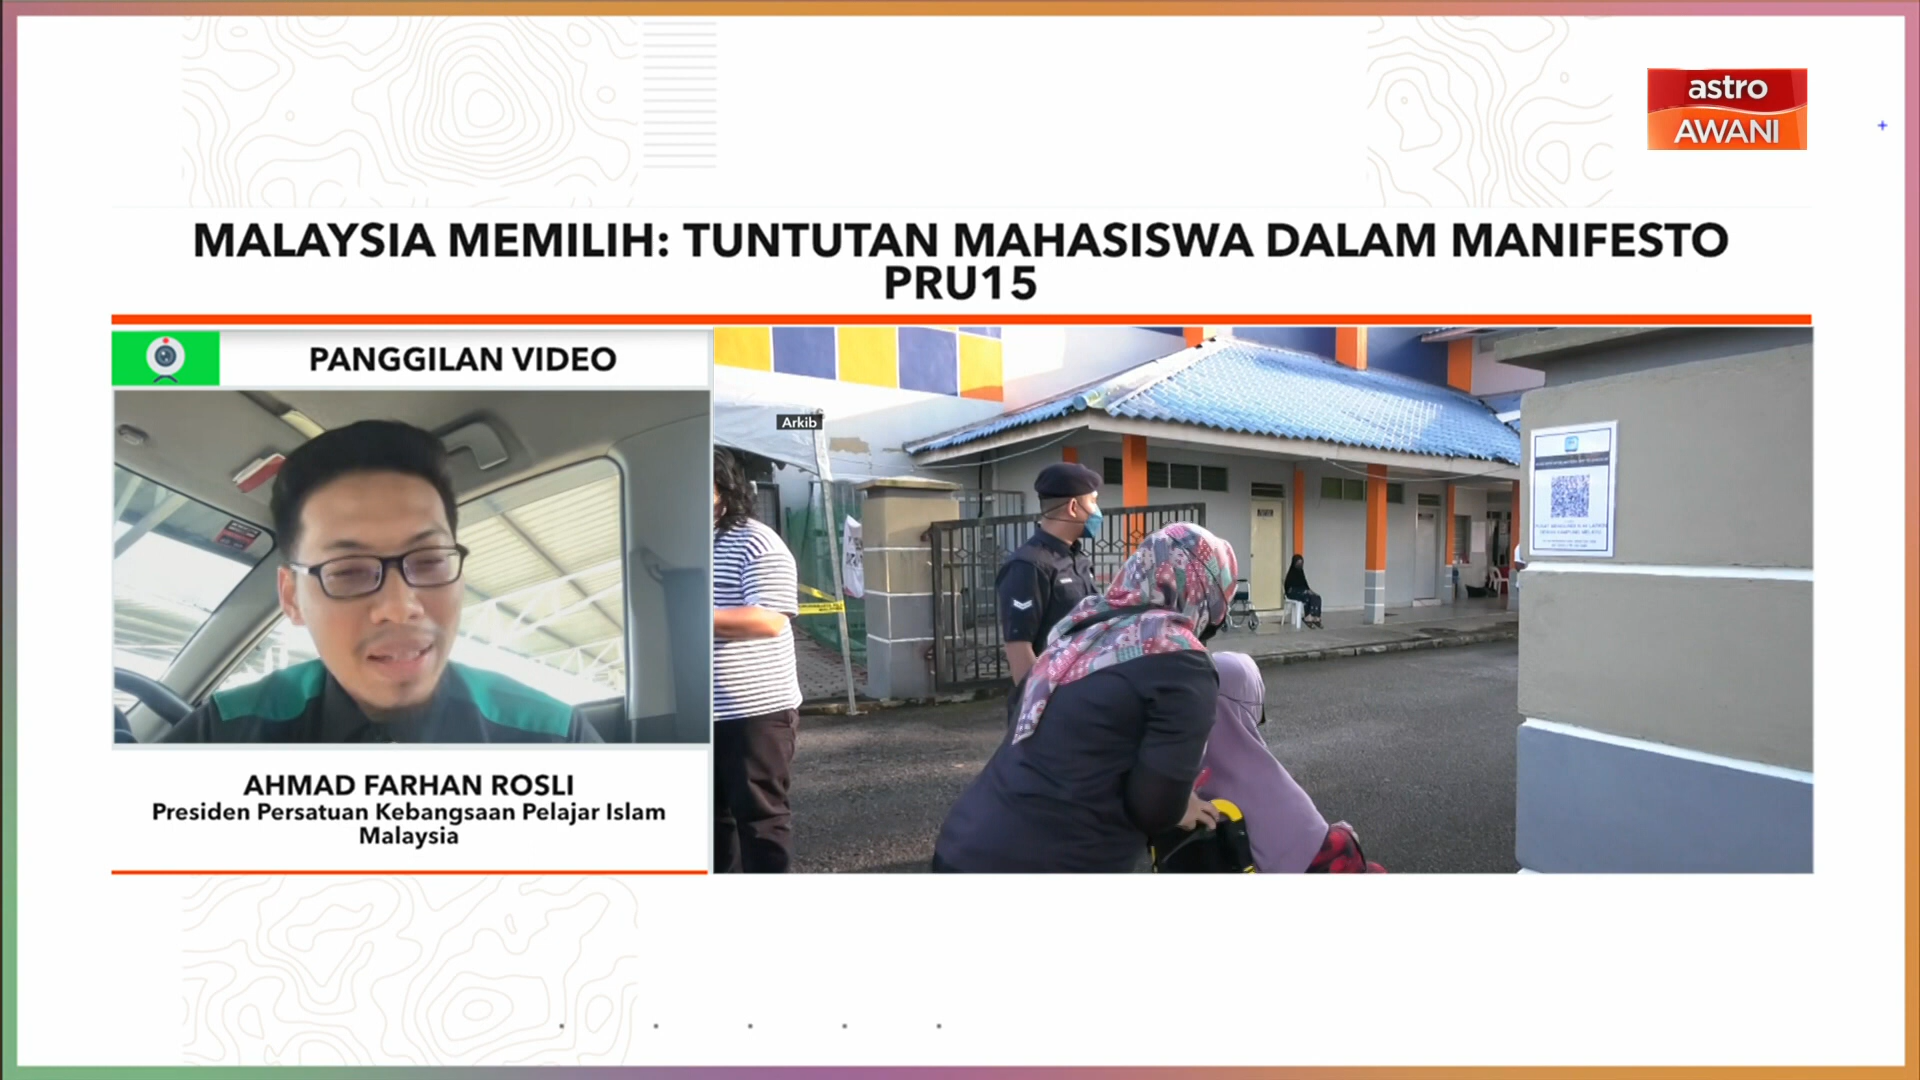 astro
AWANI
MALAYSIA MEMILIH: TUNTUTAN MAHASISWA DALAM MANIFESTO
PRU15
PANGGILAN VIDEO
Arkib
AHMAD FARHAN ROSLI
Presiden Persatuan Kebangsaan Pelajar Islam
Malaysia